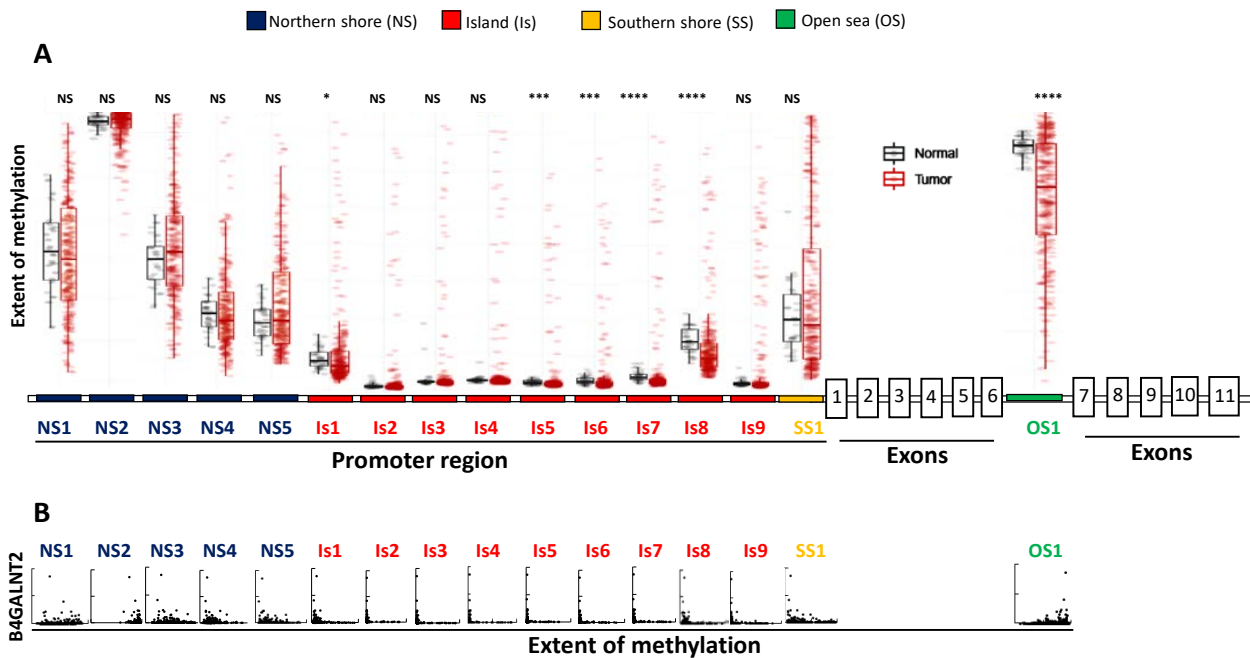 Northern shore (NS) Island (Is) Southern shore (SS) Open sea (OS)
A
NS NS NS NS NS * NS NS NS *** *** **** **** NS NS ****
Extent of methylation
Normal
Tumor
1 2 3 4 5 6 7 8 9 10 11
NS1 NS2 NS3 NS4 NS5 Is1 Is2 Is3 Is4 Is5 Is6 Is7 Is8 Is9 SS1 OS1
Promoter region Exons Exons
B
NS1 NS2 NS3 NS4 NS5 Is1 Is2 Is3 Is4 Is5 Is6 Is7 Is8 Is9 SS1 OS1
B4GALNT2
Extent of methylation